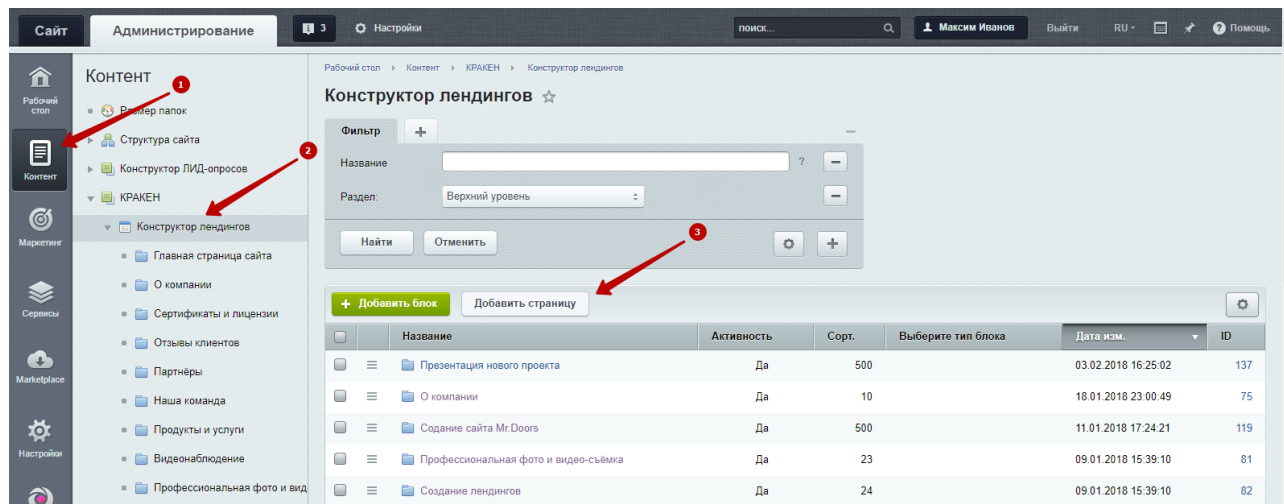 Сайт
Администрирование
3
Настройки
поиск...
Максим Иванов
Выйти
RU
Помощь
Рабочий стол
Контент
Маркетинг
Сервисы
Marketplace
Настройки
Контент
1
Размер папок
Структура сайта
2
Конструктор ЛИД-опросов
КРАКЕН
Конструктор лендингов
Главная страница сайта
О компании
Сертификаты и лицензии
Отзывы клиентов
Партнёры
Наша команда
Продукты и услуги
Видеонаблюдение
Профессиональная фото и вид
Рабочий стол Контент КРАКЕН Конструктор лендингов
Конструктор лендингов
Фильтр +
Название ?
Раздел: Верхний уровень
3
Найти Отменить
+ Добавить блок Добавить страницу
Название Активность Сорт. Выберите тип блока Дата изм. ID
Презентация нового проекта Да 500 03.02.2018 16:25:02 137
О компании Да 10 18.01.2018 23:00:49 75
Содание сайта Mr.Doors Да 500 11.01.2018 17:24:21 119
Профессиональная фото и видео-съёмка Да 23 09.01.2018 15:39:10 81
Создание лендингов Да 24 09.01.2018 15:39:10 82